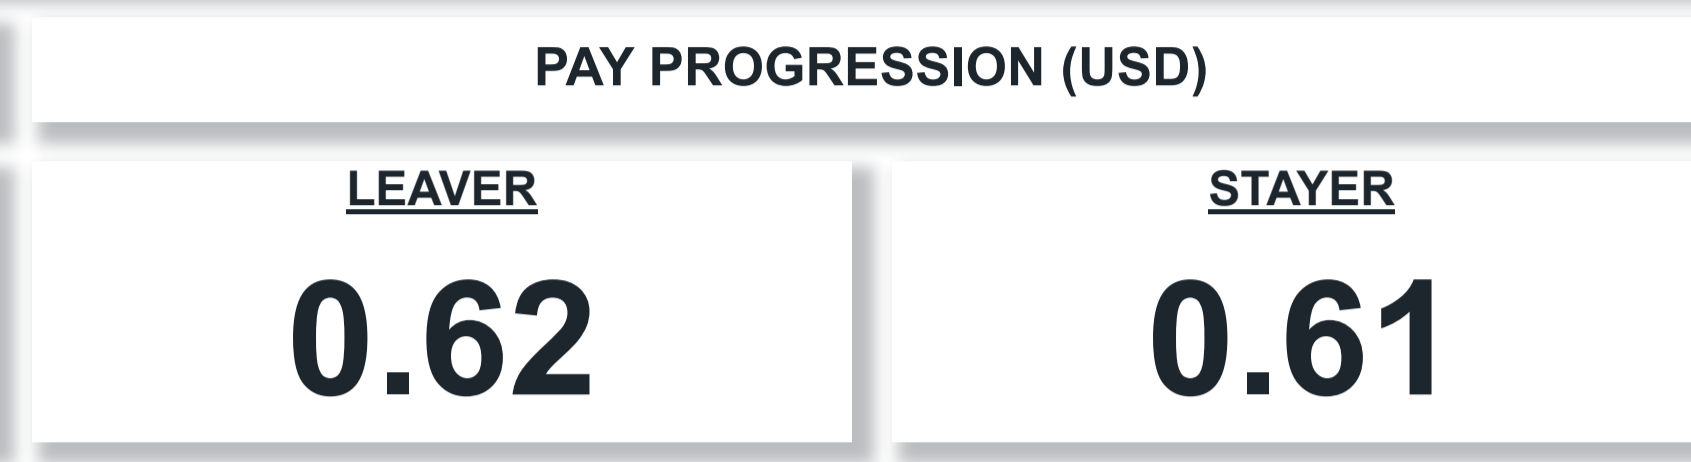 PAY PROGRESSION (USD)
LEAVER
STAYER
0.62
0.61